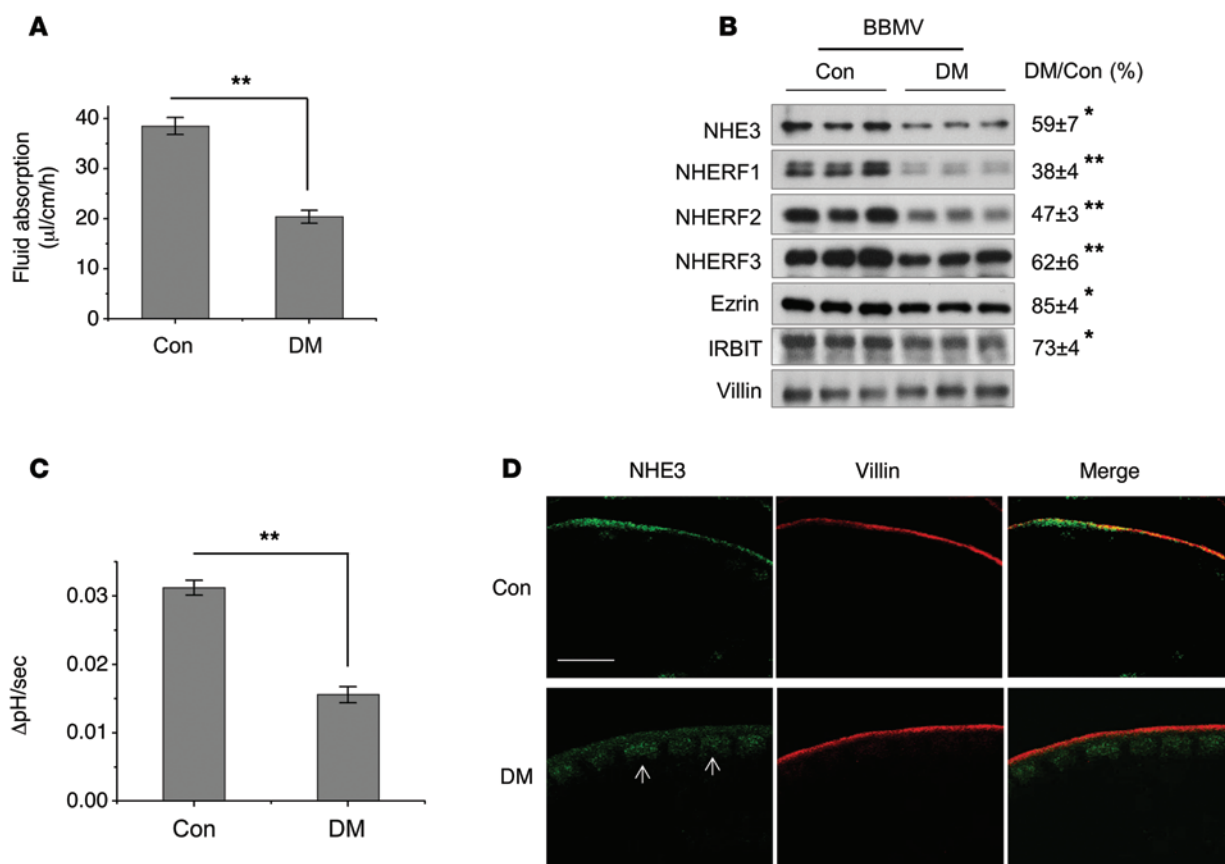 A
**
Fluid absorption
(µl/cm/h)
40
30
20
10
0
Con DM
B
BBMV
Con DM DM/Con (%)
NHE3 59±7 *
NHERF1 38±4 **
NHERF2 47±3 **
NHERF3 62±6 **
Ezrin 85±4 *
IRBIT 73±4 *
Villin
C
**
ΔpH/sec
0.03
0.02
0.01
0.00
Con DM
D
NHE3 Villin Merge
Con
DM